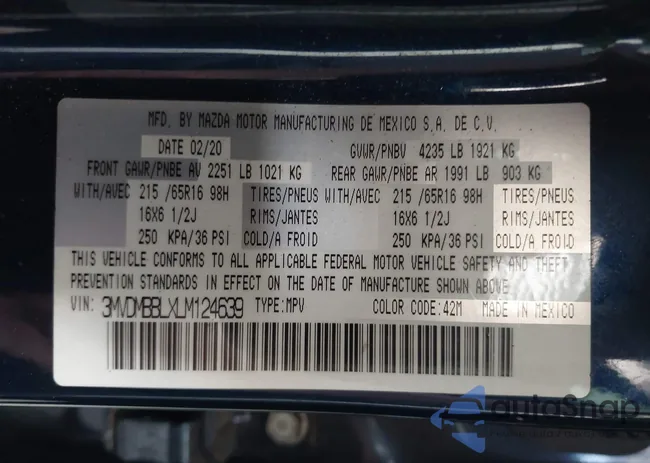 MFD. BY MAZDA MOTOR MANUFACTURING DE MEXICO S.A. DE C.V.
DATE 02/20 GVWR/PNBV 4235 LB 1921 KG
FRONT GAWR/PNBE AV 2251 LB 1021 KG REAR GAWR/PNBE AR 1991 LB 903 KG
WITH/AVEC 215 /65R16 98H TIRES/PNEUS WITH/AVEC 215 /65R16 98H TIRES/PNEUS
16X6 1/2J RIMS/JANTES 16X6 1/2J RIMS/JANTES
250 KPA/36 PSI COLD/A FROID 250 KPA/36 PSI COLD/A FROID
THIS VEHICLE CONFORMS TO ALL APPLICABLE FEDERAL MOTOR VEHICLE SAFETY AND THEFT
PREVENTION STANDARDS IN EFFECT ON THE DATE OF MANUFACTURE SHOWN ABOVE
VIN: 3MVDMBBLXLM124639 TYPE:MPV COLOR CODE:42M MADE IN MEXICO
autoSnap